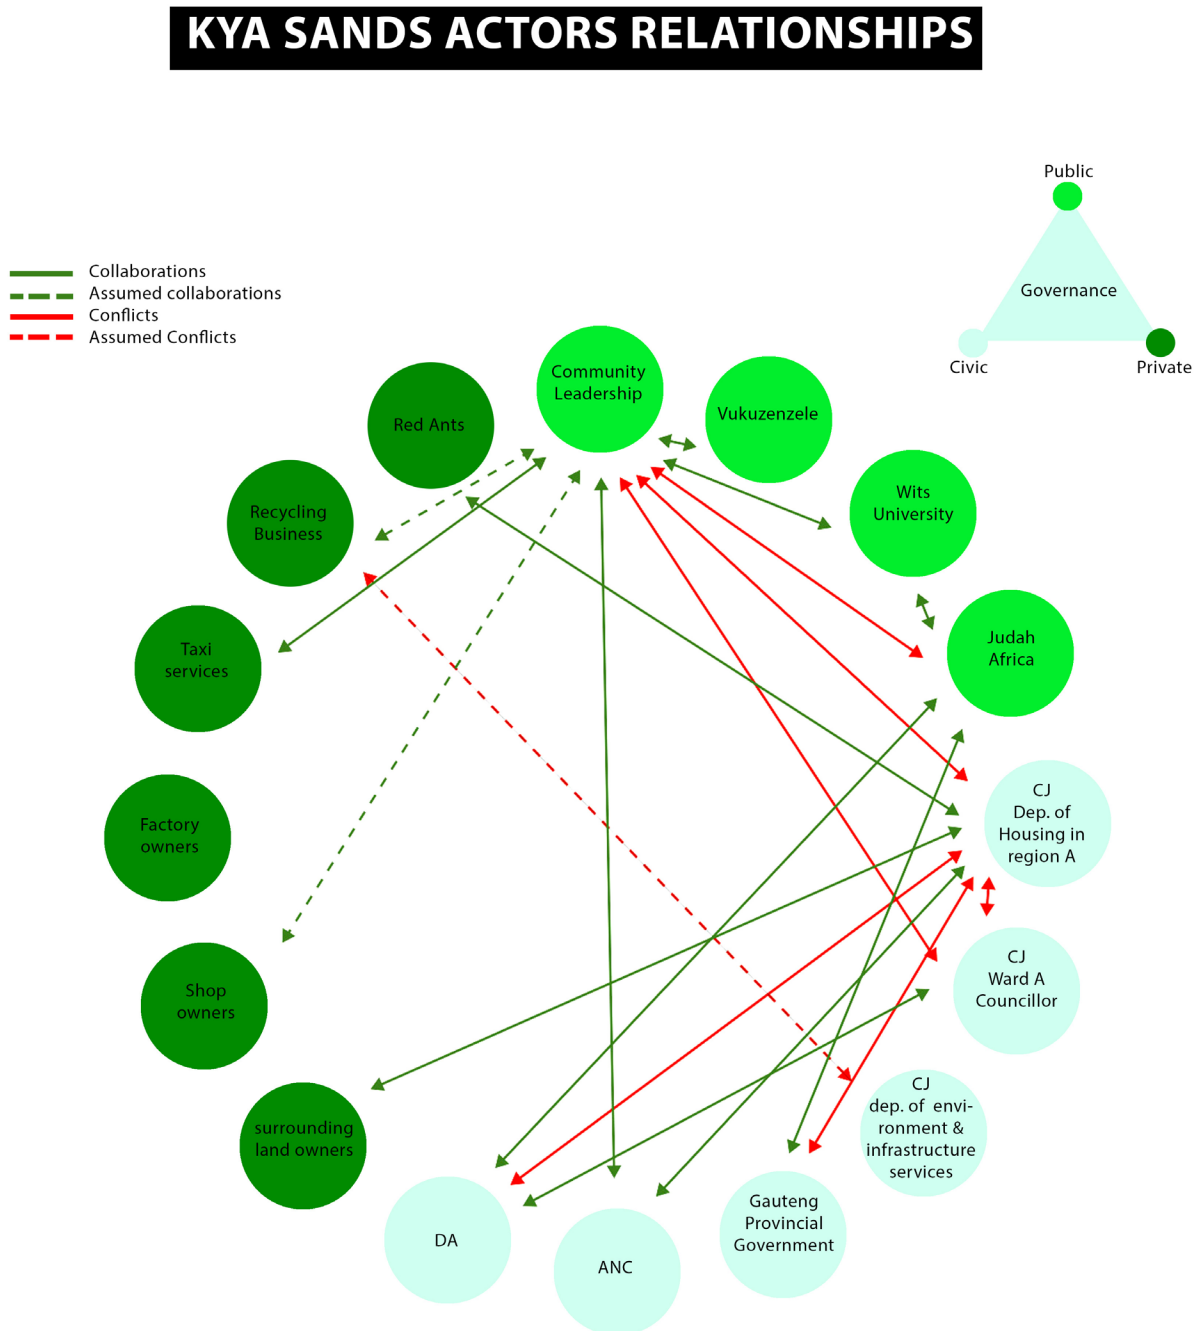 KYA SANDS ACTORS RELATIONSHIPS
Public
Governance
Civic
Private
Collaborations
Assumed collaborations
Conflicts
Assumed Conflicts
Community
Leadership
Vukuzenzele
Wits
University
Judah
Africa
CJ
Dep. of
Housing in
region A
CJ
Ward A
Councillor
CJ
dep. of envi-
ronment &
infrastructure
services
Gauteng
Provincial
Government
ANC
DA
surrounding
land owners
Shop
owners
Factory
owners
Taxi
services
Recycling
Business
Red Ants